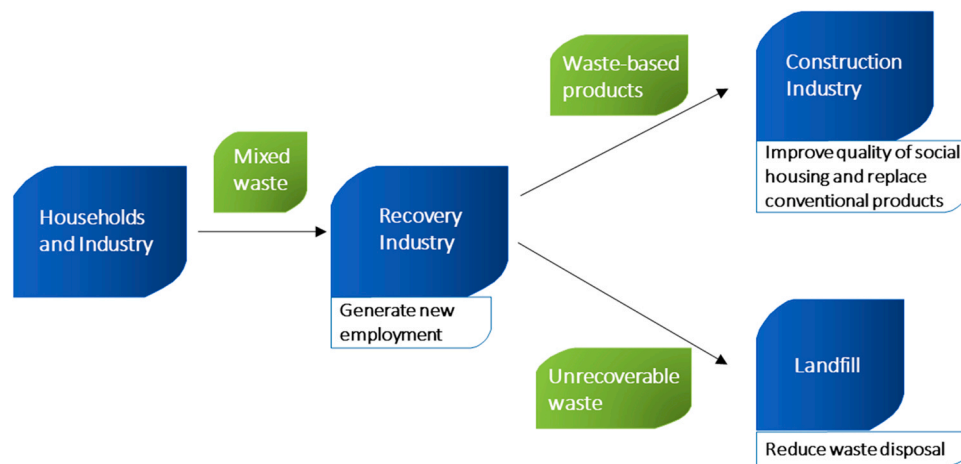 Households
and Industry
Mixed
waste
Recovery
Industry
Generate new
employment
Waste-based
products
Construction
Industry
Improve quality of social
housing and replace
conventional products
Unrecoverable
waste
Landfill
Reduce waste disposal